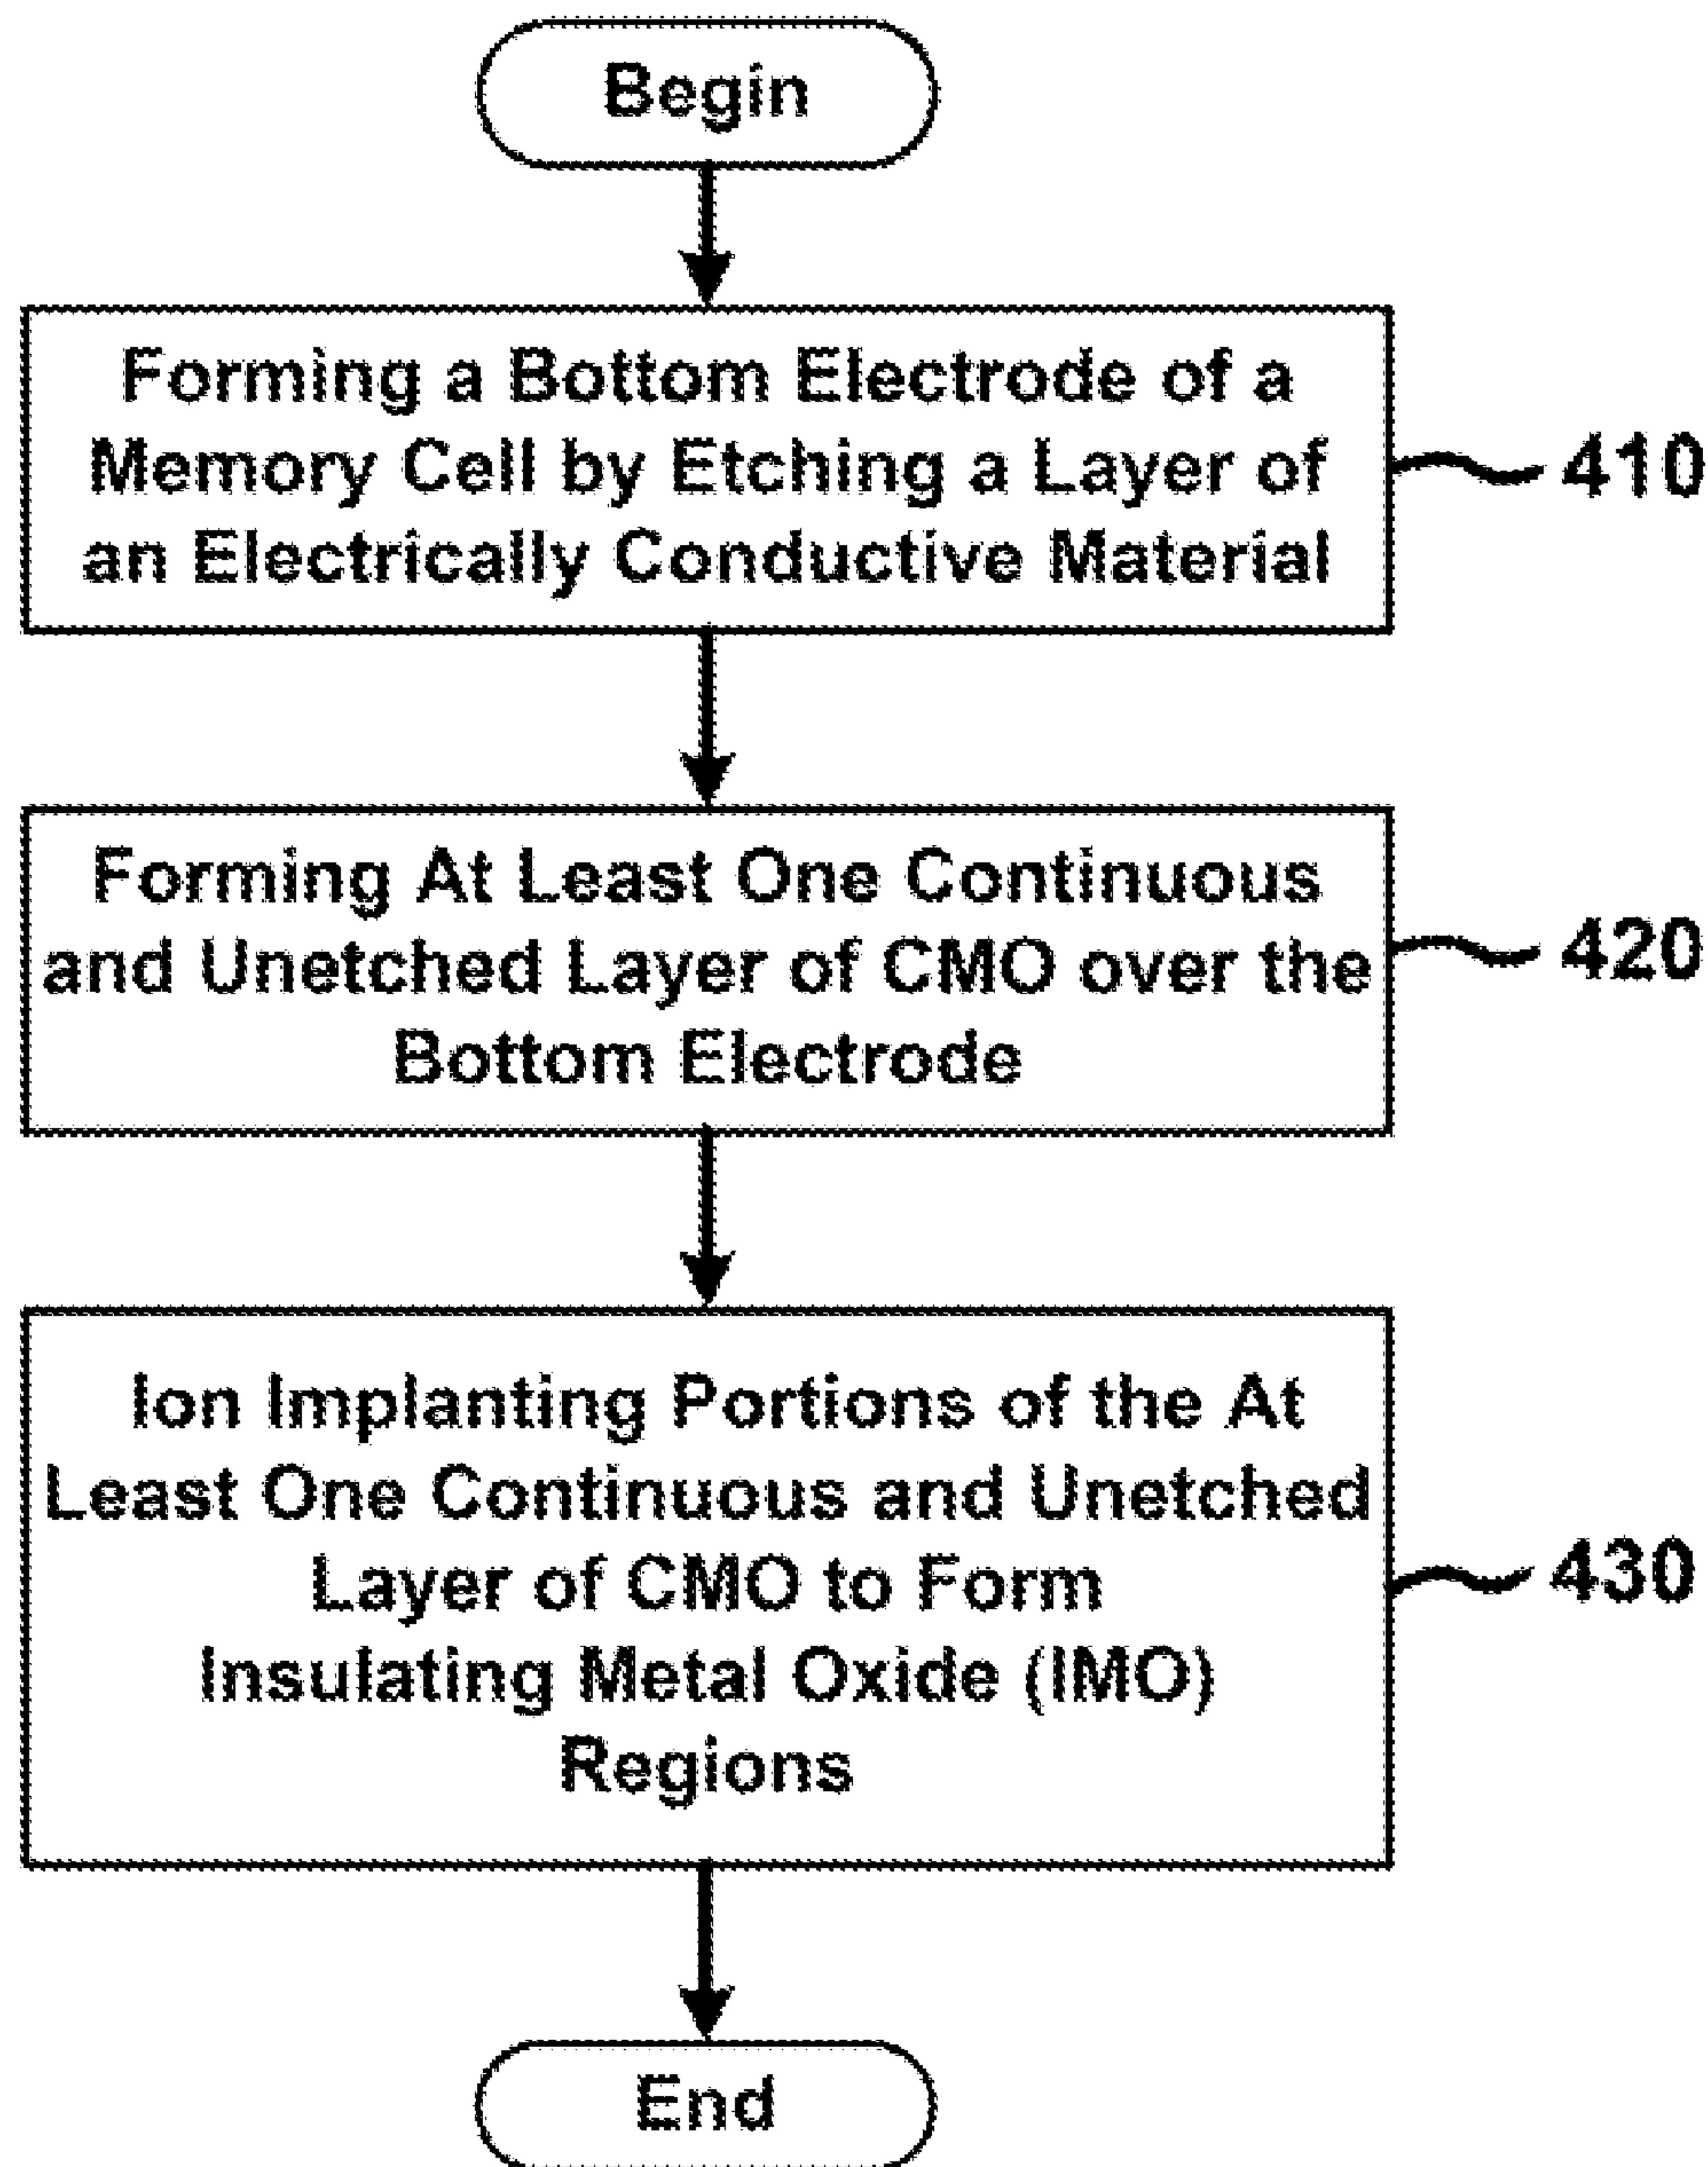 Begin
Forming a Bottom Electrode of a
Memory Cell by Etching a Layer of
an Electrically Conductive Material
410
Forming At Least One Continuous
and Unetched Layer of CMO over the
Bottom Electrode
420
Ion Implanting Portions of the At
Least One Continuous and Unetched
Layer of CMO to Form
Insulating Metal Oxide (IMO)
Regions
430
End